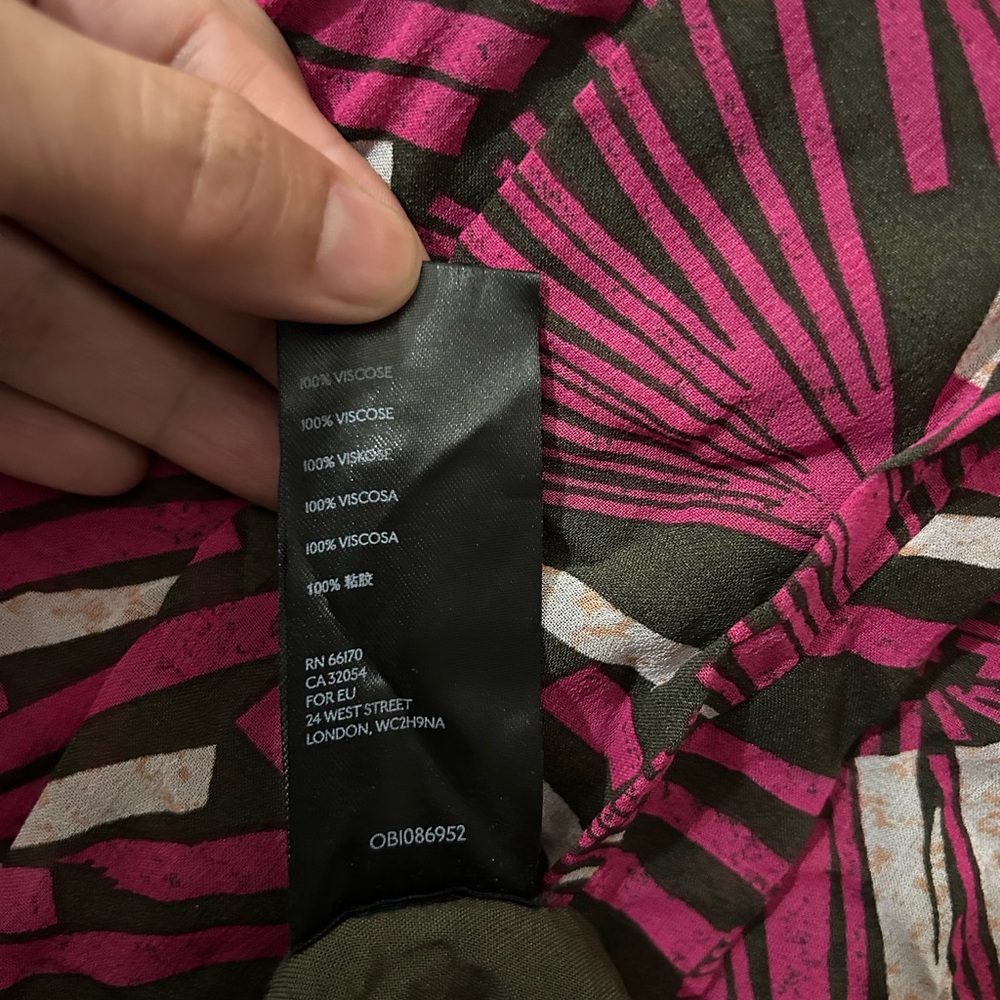 100% VISCOSE
100% VISCOSE
100% VISKOSE
100% VISCOSA
100% VISCOSA
100% 粘胶
RN 66170
CA 32054
FOR EU
24 WEST STREET
LONDON, WC2H9NA
OBI086952